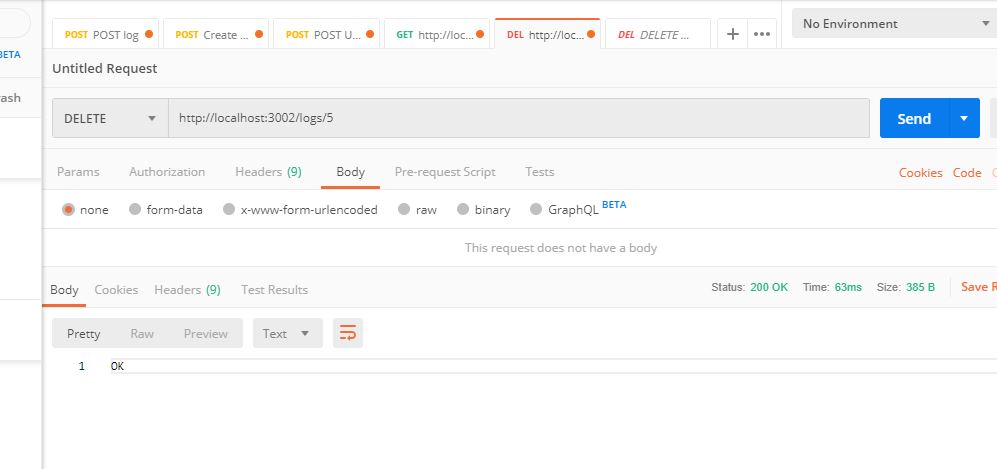 POST POST log POST Create ... POST POST U... GET http://loc... DEL http://loc... DEL DELETE ... + ••• No Environment
BETA
Untitled Request
ash
DELETE http://localhost:3002/logs/5 Send
Params Authorization Headers (9) Body Pre-request Script Tests Cookies Code
none form-data x-www-form-urlencoded raw binary GraphQL BETA
This request does not have a body
Body Cookies Headers (9) Test Results Status: 200 OK Time: 63ms Size: 385 B Save R
Pretty Raw Preview Text
1 OK